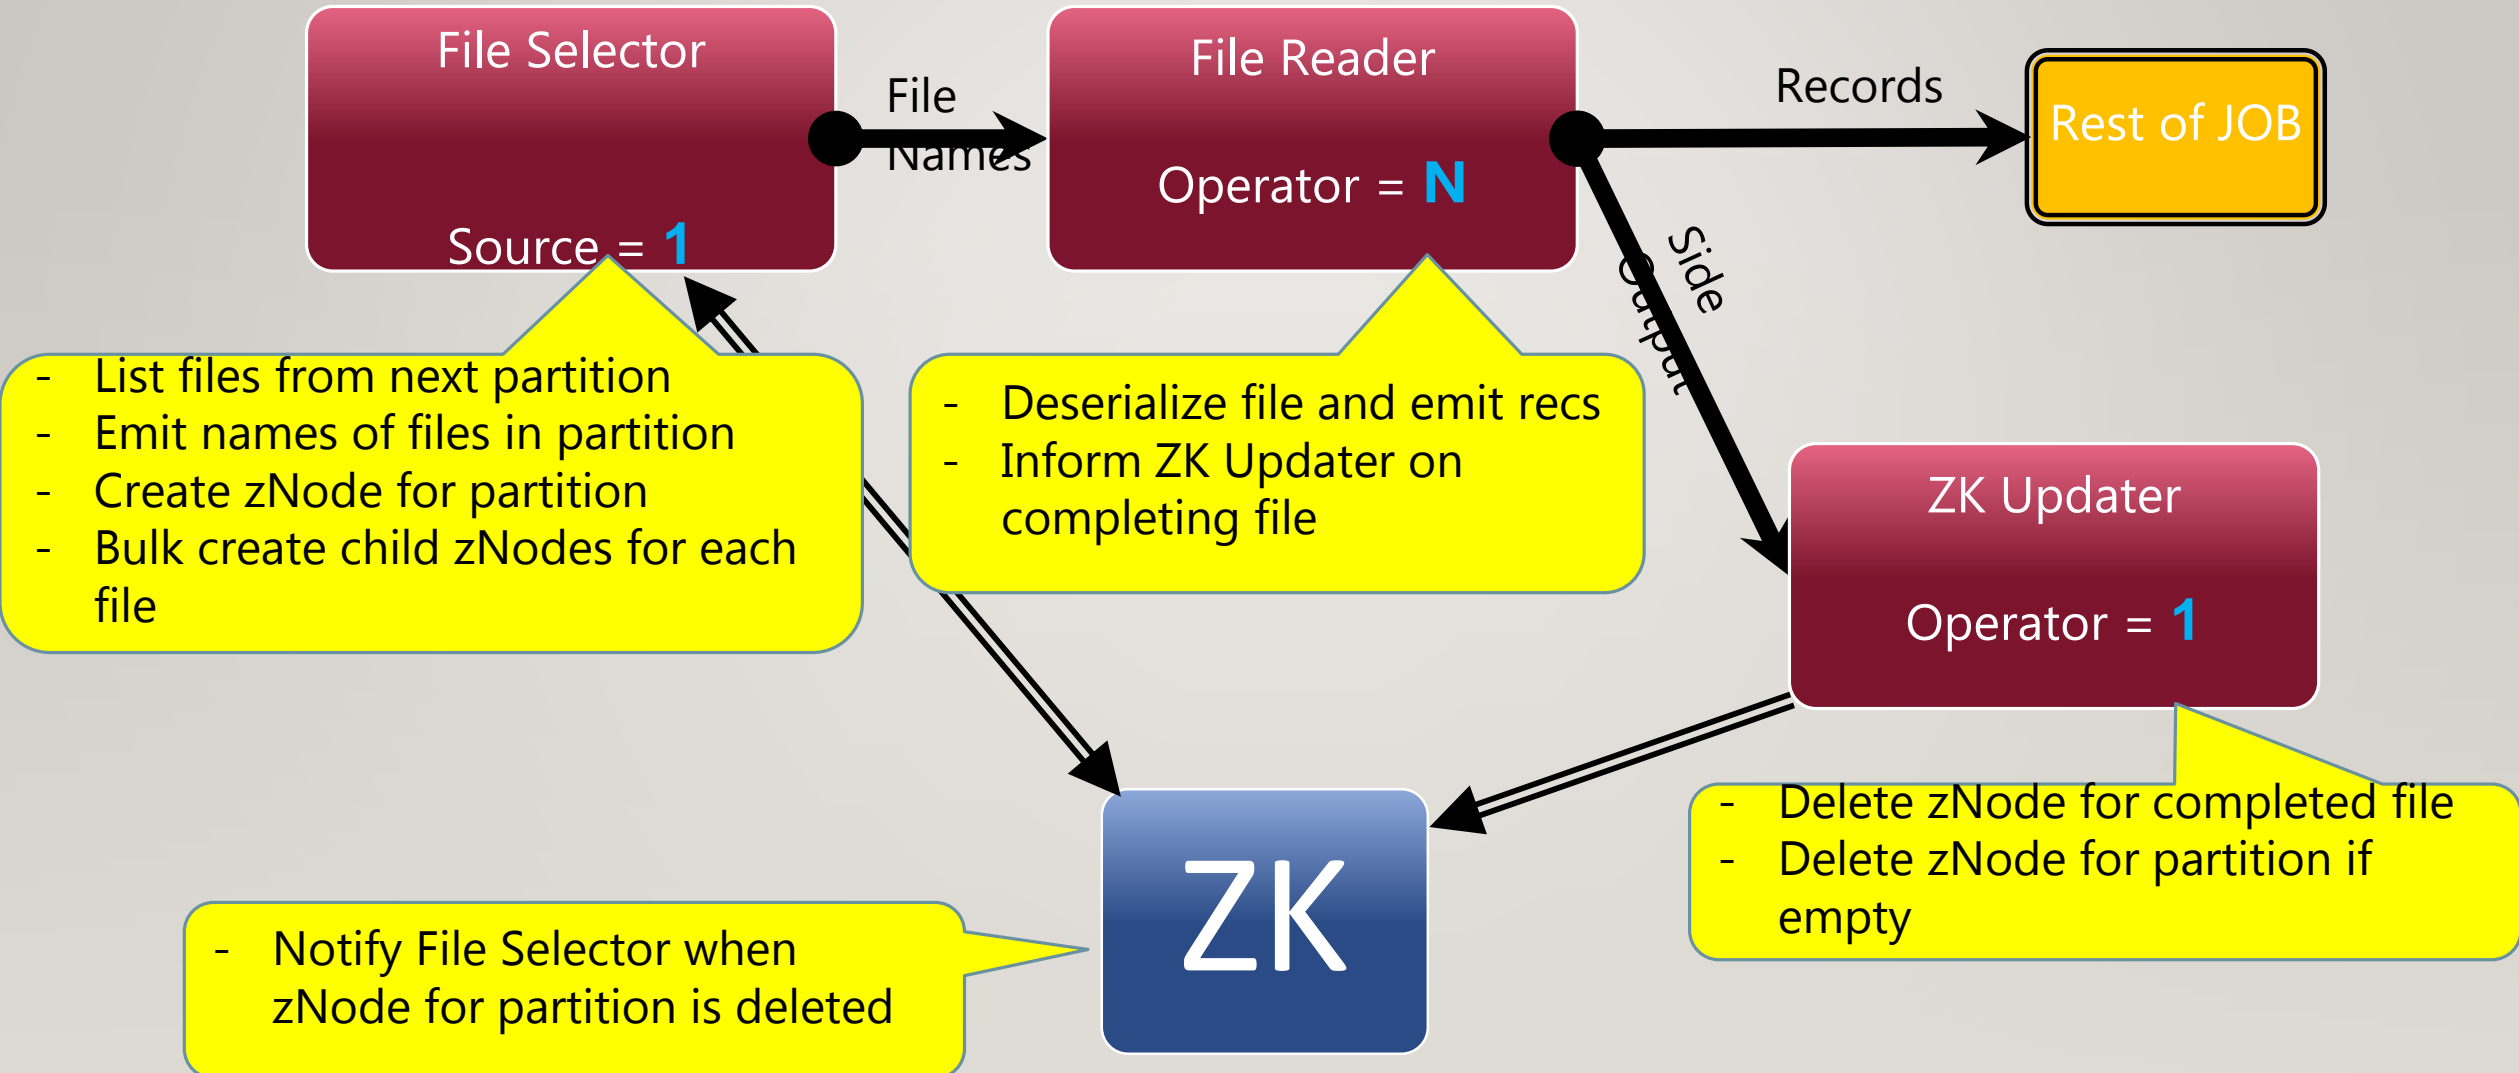 File Selector
Source = 1
File
Names
File Reader
Operator = N
Records
Rest of JOB
Side
Output
- List files from next partition
- Emit names of files in partition
- Create zNode for partition
- Bulk create child zNodes for each
file
- Deserialize file and emit recs
- Inform ZK Updater on
completing file
ZK Updater
Operator = 1
- Delete zNode for completed file
- Delete zNode for partition if
empty
ZK
- Notify File Selector when
zNode for partition is deleted